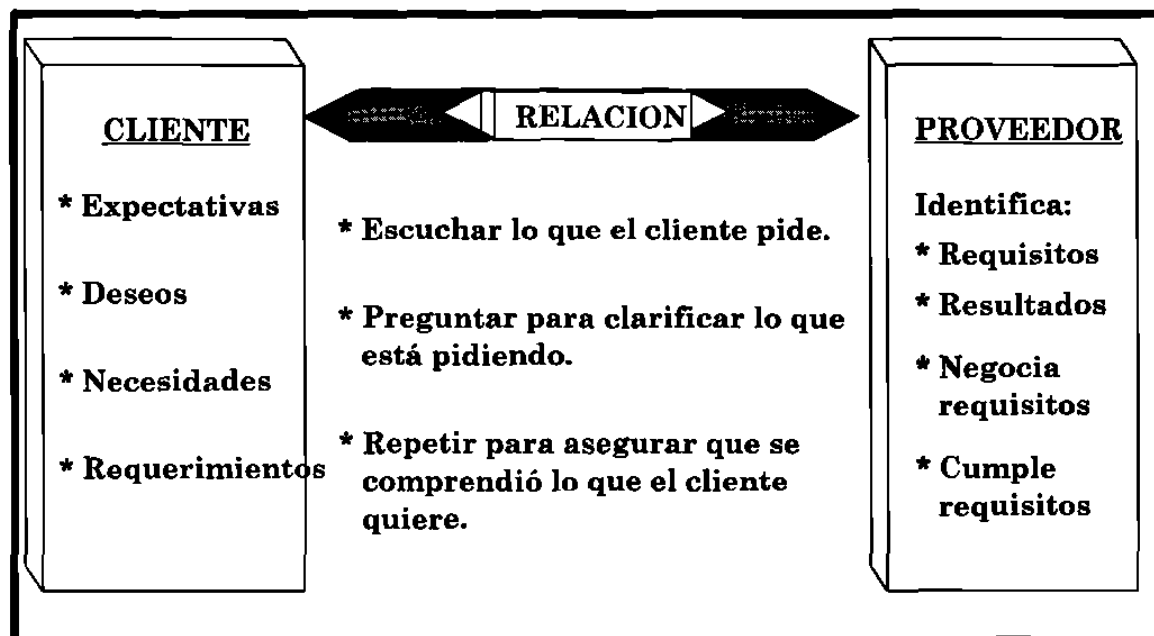 CLIENTE
* Expectativas
* Deseos
* Necesidades
* Requerimientos
RELACION
* Escuchar lo que el cliente pide.
* Preguntar para clarificar lo que
está pidiendo.
* Repetir para asegurar que se
comprendió lo que el cliente
quiere.
PROVEEDOR
Identifica:
* Requisitos
* Resultados
* Negocia
requisitos
* Cumple
requisitos